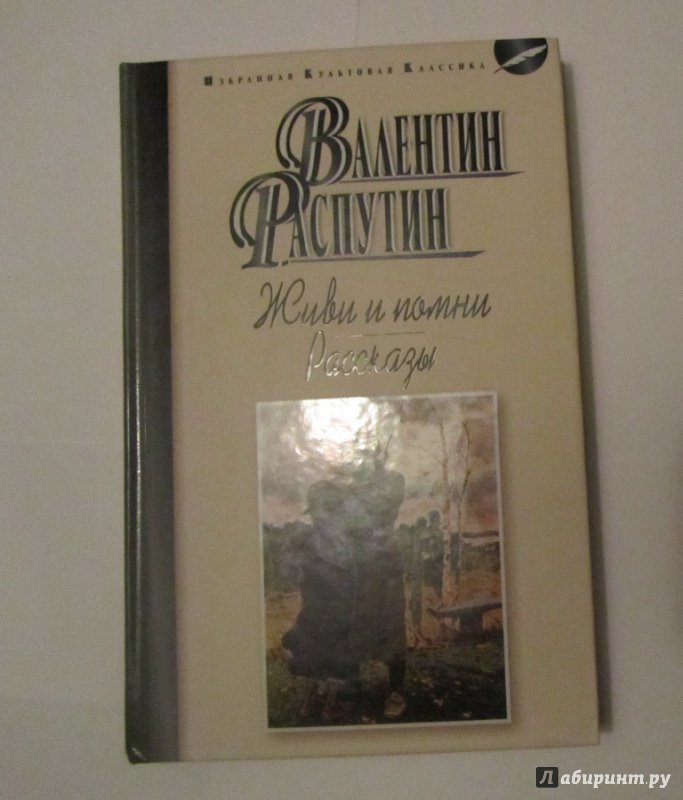 Избранная Культовая Классика
Валентин
Распутин
Живи и помни
Рассказы
Лабиринт.ру